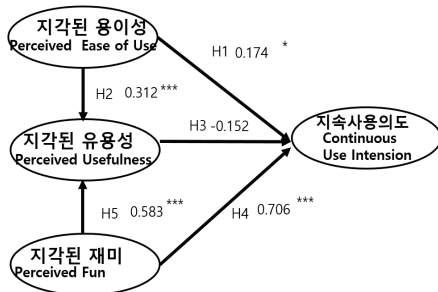 지각된 용이성
Perceived Ease of Use
H1 0.174 *
H2 0.312 ***
지각된 유용성
Perceived Usefulness
H3 -0.152
지속사용의도
Continuous
Use Intension
H5 0.583 ***
H4 0.706 ***
지각된 재미
Perceived Fun